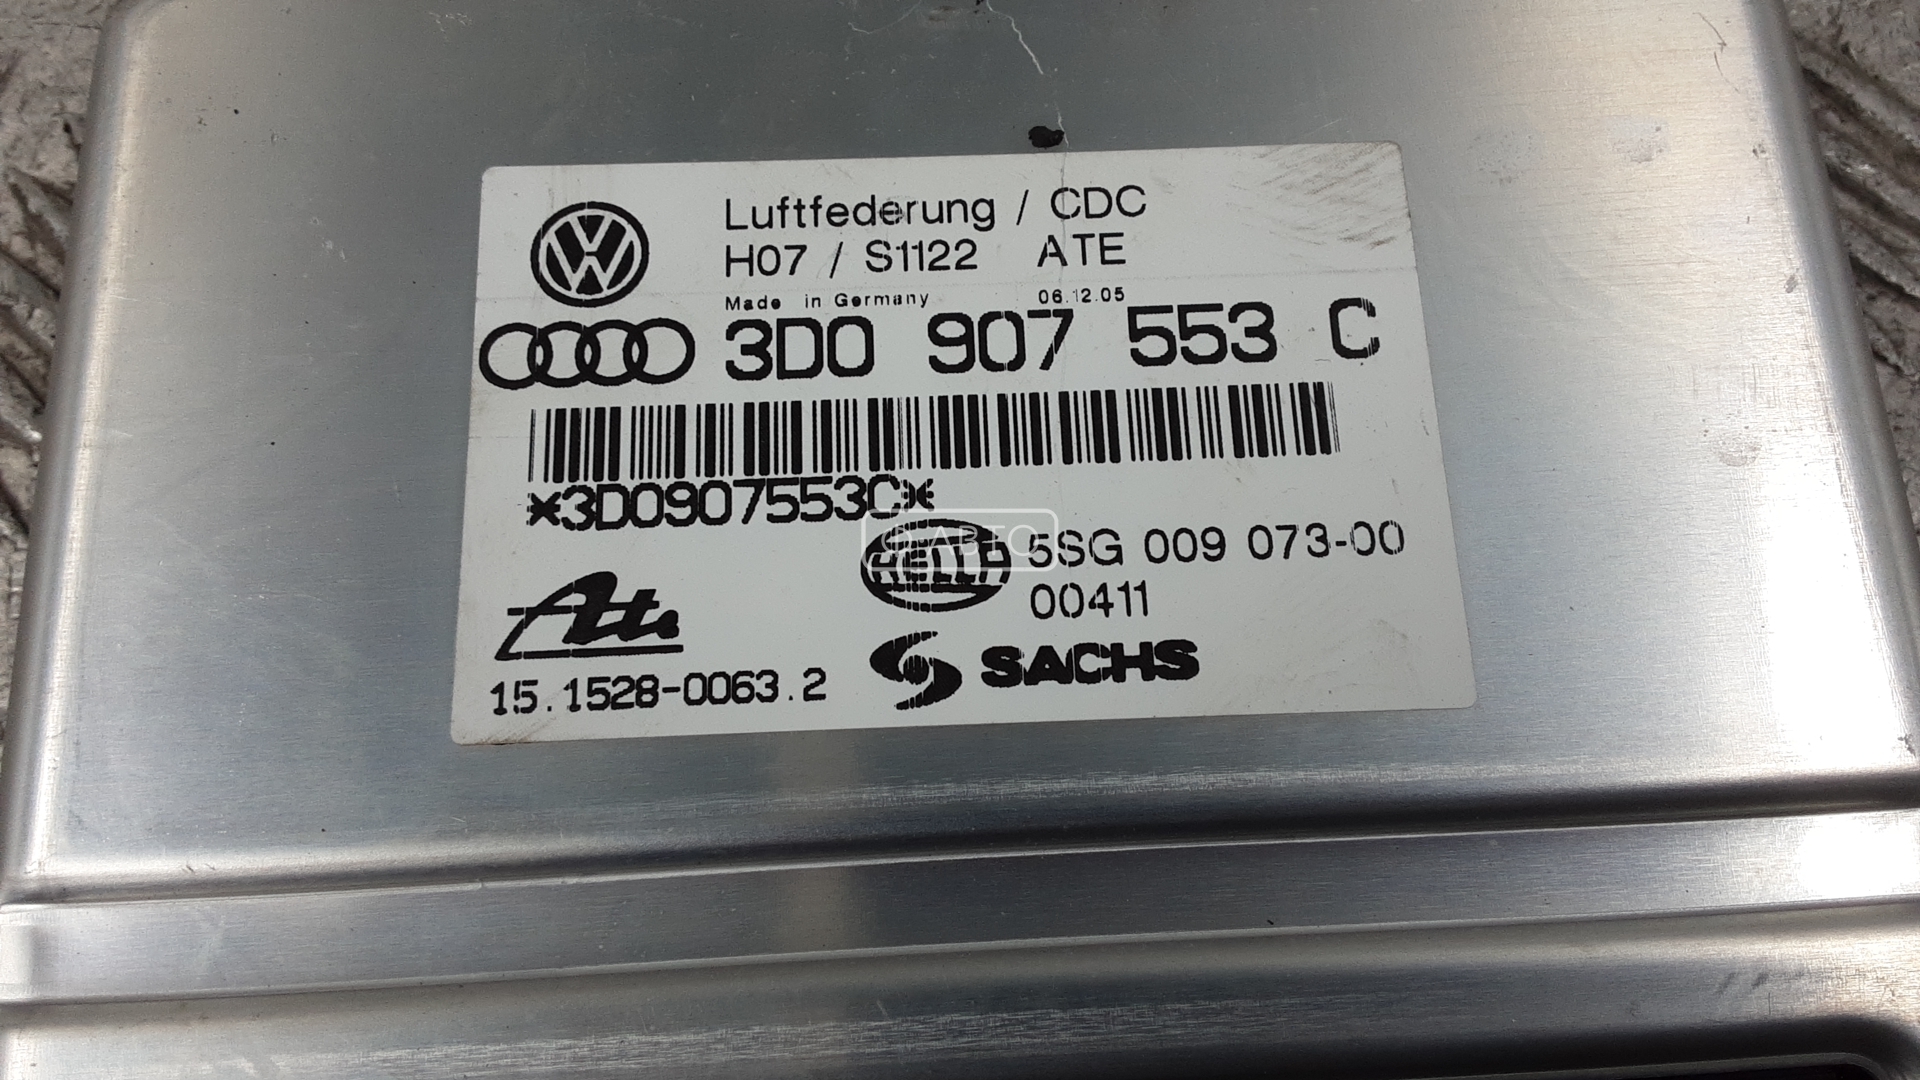 Luftfederung / CDC
H07 / S1122 ATE
Made in Germany 06.12.05
3D0 907 553 C
*3D0907553C*
АВТО
HELLA 5SG 009 073-00
00411
Ate
SACHS
15.1528-0063.2